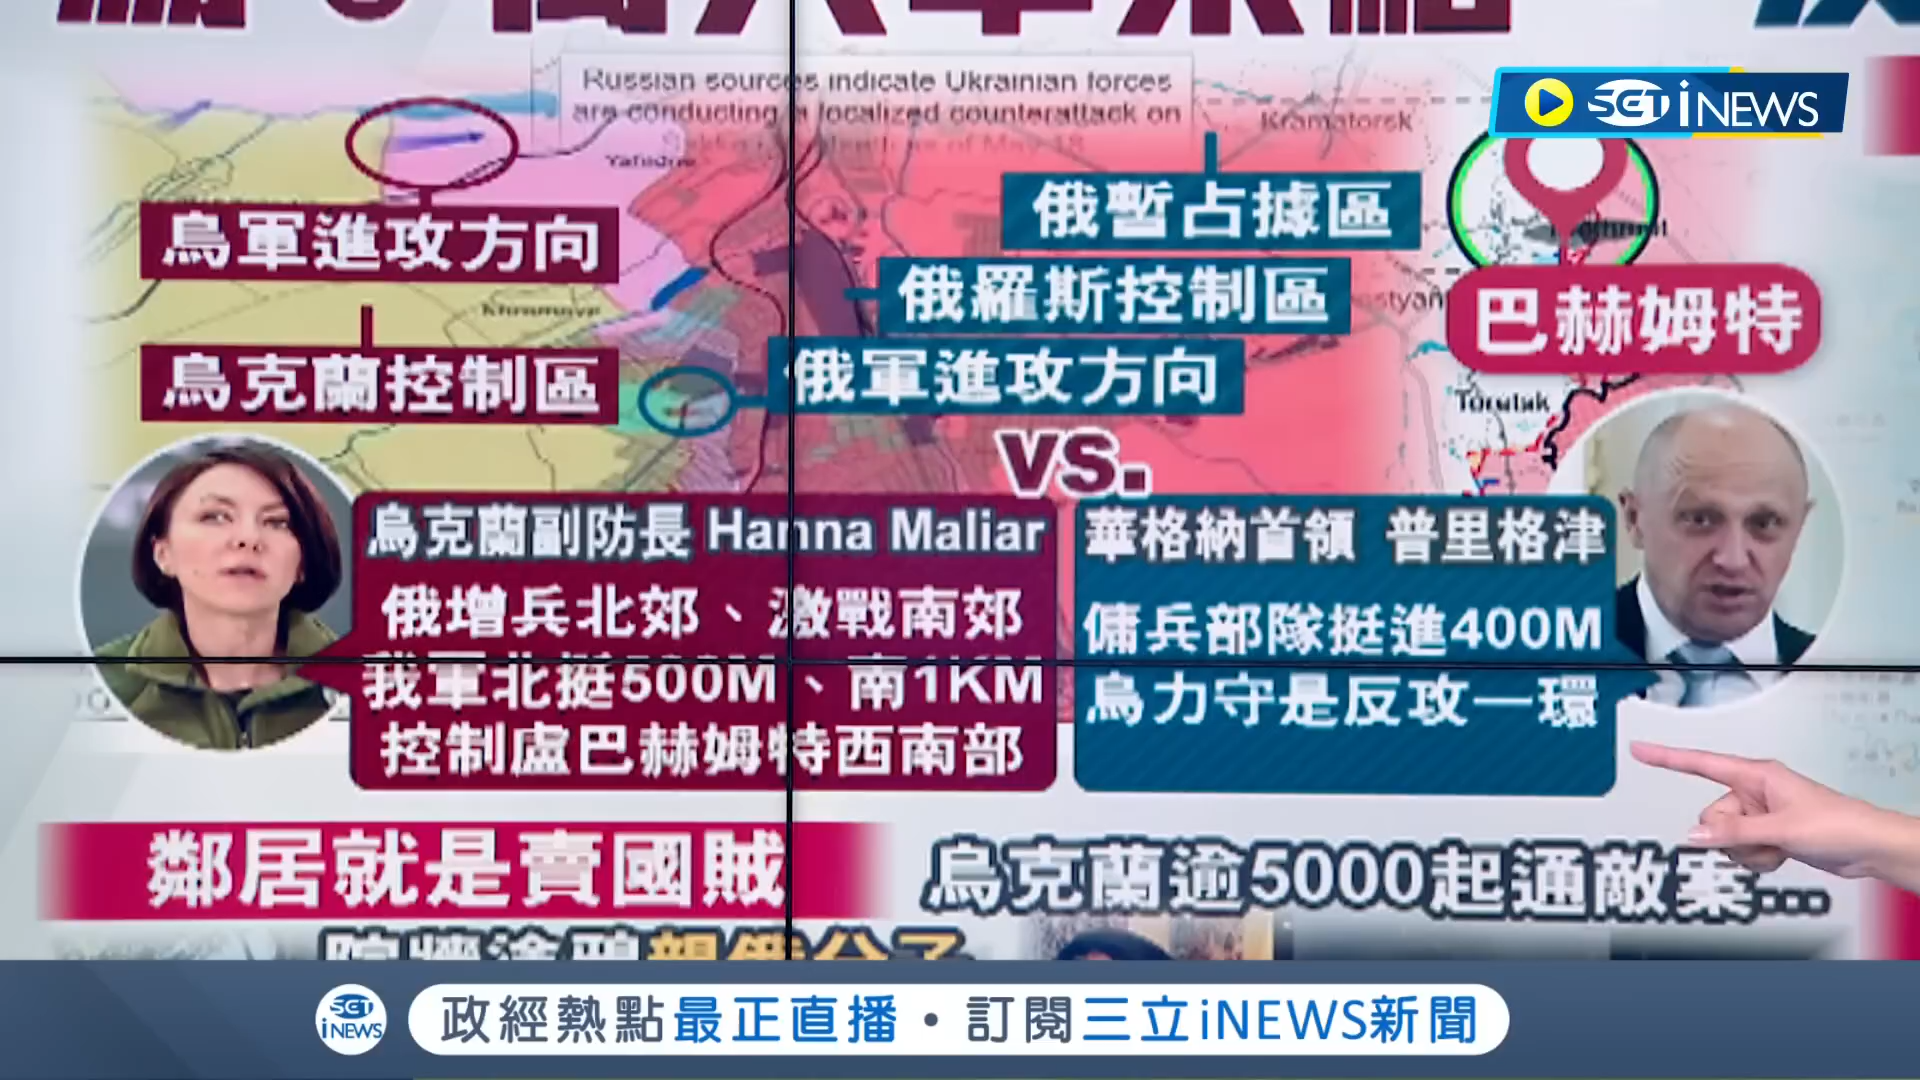 Russian sources indicate Ukrainian forces
are conducting a localized counterattack on
Kramatorsk
SET iNEWS
烏軍進攻方向
俄暫占據區
俄羅斯控制區
巴赫姆特
烏克蘭控制區
俄軍進攻方向
vs.
烏克蘭副防長 Hanna Maliar
俄增兵北郊、激戰南郊
我軍北挺500M、南1KM
控制盧巴赫姆特西南部
華格納首領 普里格津
傭兵部隊挺進400M
烏力守是反攻一環
鄰居就是賣國賊
烏克蘭逾5000起通敵案...
SET iNEWS
政經熱點最正直播・訂閱三立iNEWS新聞